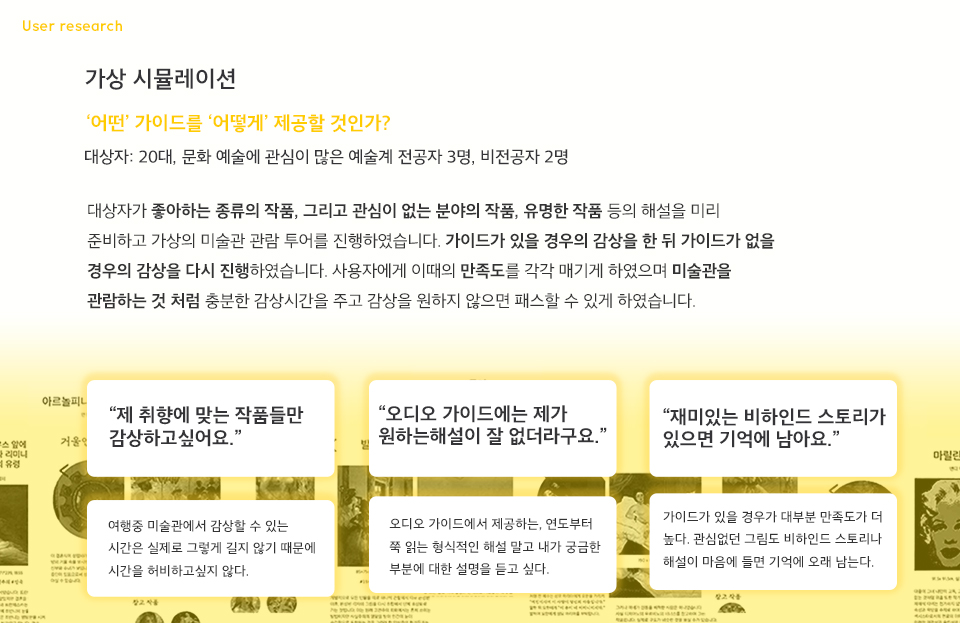 User research
가상 시뮬레이션
‘어떤’ 가이드를 ‘어떻게’ 제공할 것인가?
대상자: 20대, 문화 예술에 관심이 많은 예술계 전공자 3명, 비전공자 2명
대상자가 좋아하는 종류의 작품, 그리고 관심이 없는 분야의 작품, 유명한 작품 등의 해설을 미리
준비하고 가상의 미술관 관람 투어를 진행하였습니다. 가이드가 있을 경우의 감상을 한 뒤 가이드가 없을
경우의 감상을 다시 진행하였습니다. 사용자에게 이때의 만족도를 각각 매기게 하였으며 미술관을
관람하는 것 처럼 충분한 감상시간을 주고 감상을 원하지 않으면 패스할 수 있게 하였습니다.
아르놀피니
거울
“제 취향에 맞는 작품들만
감상하고싶어요.”
여행중 미술관에서 감상할 수 있는
시간은 실제로 그렇게 길지 않기 때문에
시간을 허비하고싶지 않다.
“오디오 가이드에는 제가
원하는해설이 잘 없더라구요.”
오디오 가이드에서 제공하는, 연도부터
쭉 읽는 형식적인 해설 말고 내가 궁금한
부분에 대한 설명을 듣고 싶다.
“재미있는 비하인드 스토리가
있으면 기억에 남아요.”
가이드가 있을 경우가 대부분 만족도가 더
높다. 관심없던 그림도 비하인드 스토리나
해설이 마음에 들면 기억에 오래 남는다.
마릴린
참고 작품
참고 작품